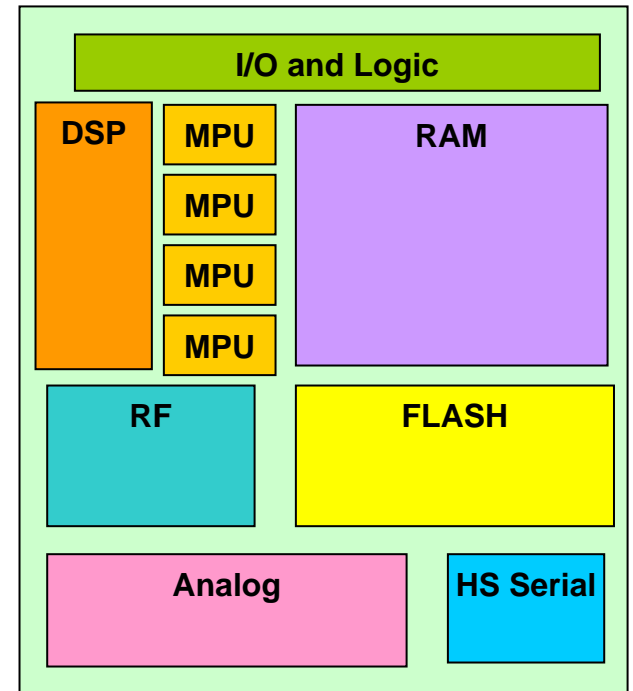 I/O and Logic
DSP
MPU
RAM
MPU
MPU
MPU
RF
FLASH
Analog
HS Serial